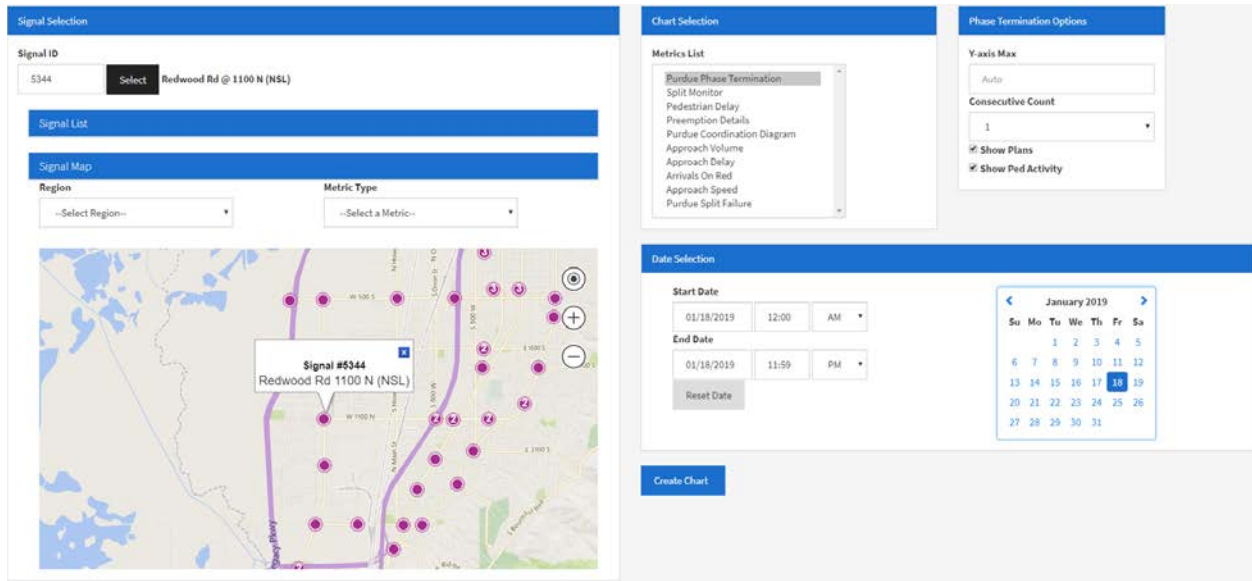 Signal Selection
Signal ID
5344 Select Redwood Rd @ 1100 N (NSL)
Signal List
Signal Map
Region Metric Type
--Select Region-- --Select a Metric--
W 500 S
Signal #5344
Redwood Rd 1100 N (NSL)
W 1100 N
N Main St
Chart Selection
Metrics List
Purdue Phase Termination
Split Monitor
Pedestrian Delay
Preemption Details
Purdue Coordination Diagram
Approach Volume
Approach Delay
Arrivals On Red
Approach Speed
Purdue Split Failure
Phase Termination Options
Y-axis Max
Auto
Consecutive Count
1
Show Plans
Show Ped Activity
Date Selection
Start Date
01/18/2019 12:00 AM
End Date
01/18/2019 11:59 PM
Reset Date
January 2019
Su Mo Tu We Th Fr Sa
1 2 3 4 5
6 7 8 9 10 11 12
13 14 15 16 17 18 19
20 21 22 23 24 25 26
27 28 29 30 31
Create Chart